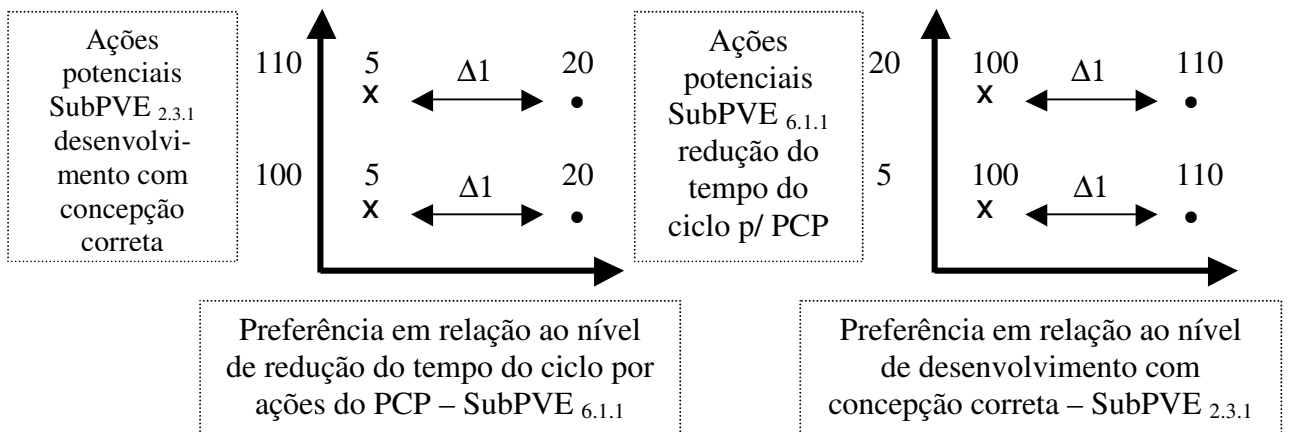 Ações
potenciais
SubPVE 2.3.1
desenvolvi-
mento com
concepção
correta
110
5
Δ1
20
x
•
100
5
Δ1
20
x
•
Preferência em relação ao nível
de redução do tempo do ciclo por
ações do PCP – SubPVE 6.1.1
Ações
potenciais
SubPVE 6.1.1
redução do
tempo do
ciclo p/ PCP
20
100
Δ1
110
x
•
5
100
Δ1
110
x
•
Preferência em relação ao nível
de desenvolvimento com
concepção correta – SubPVE 2.3.1